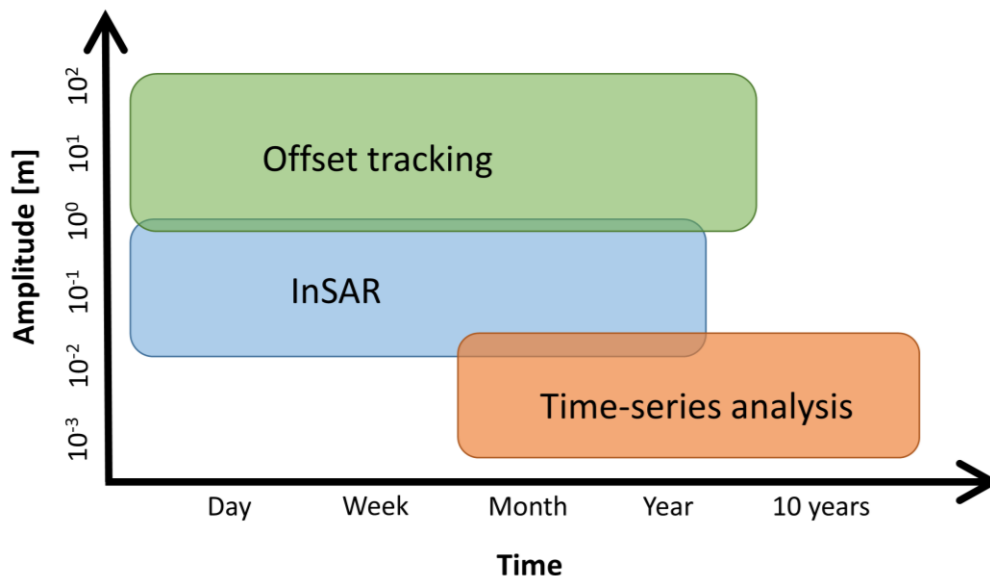 Amplitude [m]
10²
10¹
10⁰
10⁻¹
10⁻²
10⁻³
Offset tracking
InSAR
Time-series analysis
Day Week Month Year 10 years
Time